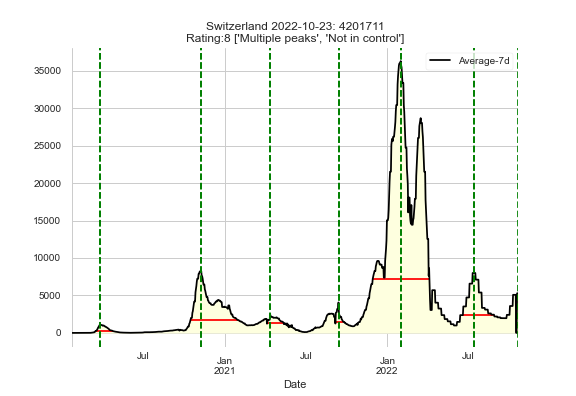 Switzerland 2022-10-23: 4201711
Rating:8 ['Multiple peaks', 'Not in control']
Average-7d
35000
30000
25000
20000
15000
10000
5000
0
Jul
Jan
2021
Jul
Jan
2022
Jul
Date